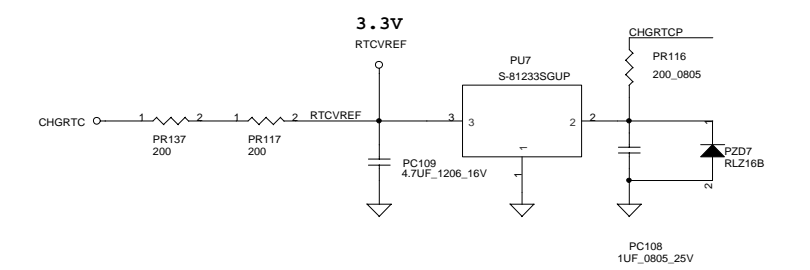 3.3V
RTCVREF
CHGRTCP
PU7
S-81233SGUP
PR116
200_0805
CHGRTC
1
2
1
2
RTCVREF
3
3
2
2
1
1
1
2
PR137
200
PR117
200
PC109
4.7UF_1206_16V
PZD7
RLZ16B
PC108
1UF_0805_25V